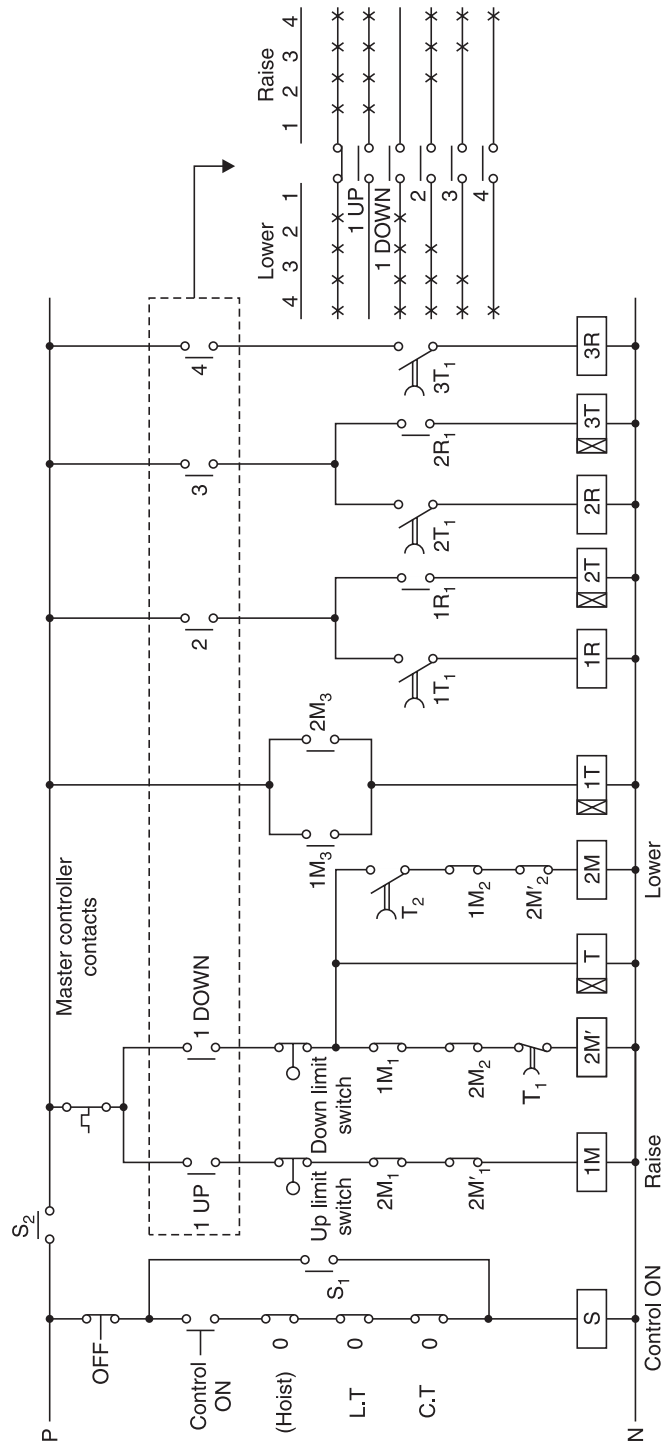 P
OFF
Control
ON
(Hoist)
0
L.T
0
C.T
0
S₁
S
Control ON
N
S₂
Master controller
contacts
1 UP
Up limit
switch
2M₁
2M′₁
1M
Raise
1 DOWN
Down limit
switch
1M₁
2M₂
T₁
2M′
T
T₂
1M₂
2M′₂
2M
Lower
1M₃
2M₃
1T
2
1T₁
1R₁
1R
2T
3
2T₁
2R₁
2R
3T
4
3T₁
3R
Lower
Raise
4 3 2 1
1 2 3 4
1 UP
1 DOWN
2
3
4